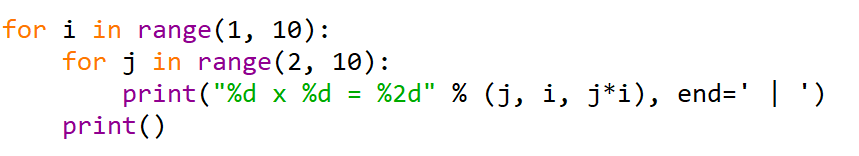 for i in range(1, 10):
    for j in range(2, 10):
        print("%d x %d = %2d" % (j, i, j*i), end=' | ')
    print()